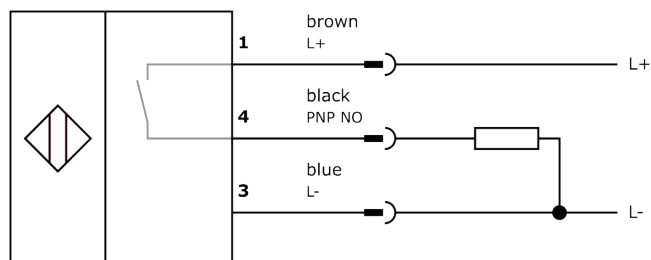 brown
1 L+
L+
black
4 PNP NO
blue
3 L-
L-